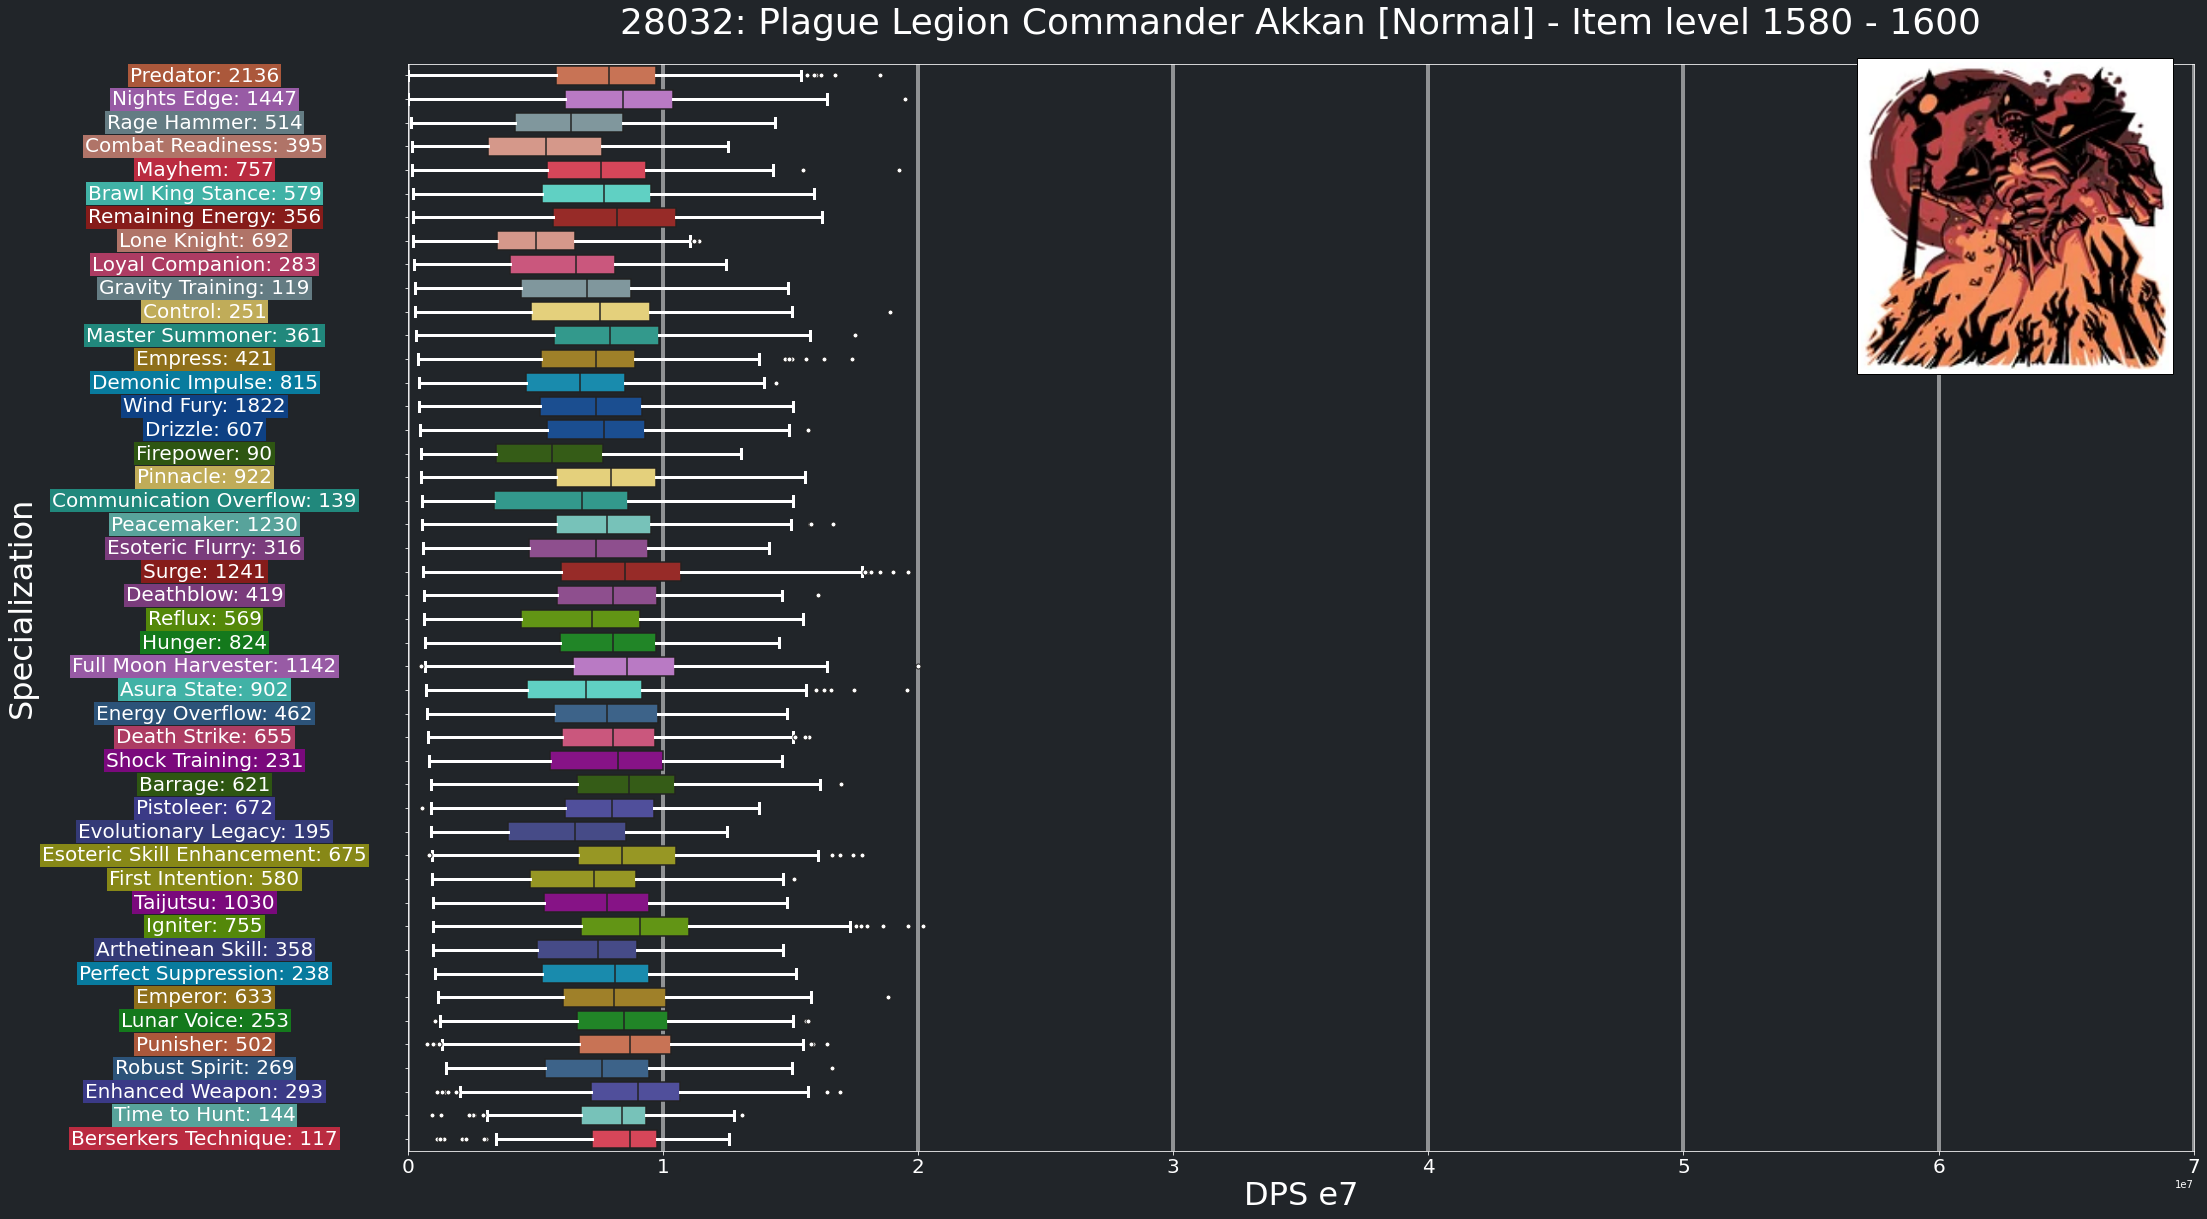 28032: Plague Legion Commander Akkan [Normal] - Item level 1580 - 1600
Predator: 2136
Nights Edge: 1447
Rage Hammer: 514
Combat Readiness: 395
Mayhem: 757
Brawl King Stance: 579
Remaining Energy: 356
Lone Knight: 692
Loyal Companion: 283
Gravity Training: 119
Control: 251
Master Summoner: 361
Empress: 421
Demonic Impulse: 815
Wind Fury: 1822
Drizzle: 607
Firepower: 90
Pinnacle: 922
Communication Overflow: 139
Peacemaker: 1230
Esoteric Flurry: 316
Surge: 1241
Deathblow: 419
Reflux: 569
Hunger: 824
Full Moon Harvester: 1142
Asura State: 902
Energy Overflow: 462
Death Strike: 655
Shock Training: 231
Barrage: 621
Pistoleer: 672
Evolutionary Legacy: 195
Esoteric Skill Enhancement: 675
First Intention: 580
Taijutsu: 1030
Igniter: 755
Arthetinean Skill: 358
Perfect Suppression: 238
Emperor: 633
Lunar Voice: 253
Punisher: 502
Robust Spirit: 269
Enhanced Weapon: 293
Time to Hunt: 144
Berserkers Technique: 117
Specialization
0 1 2 3 4 5 6 7
1e7
DPS e7